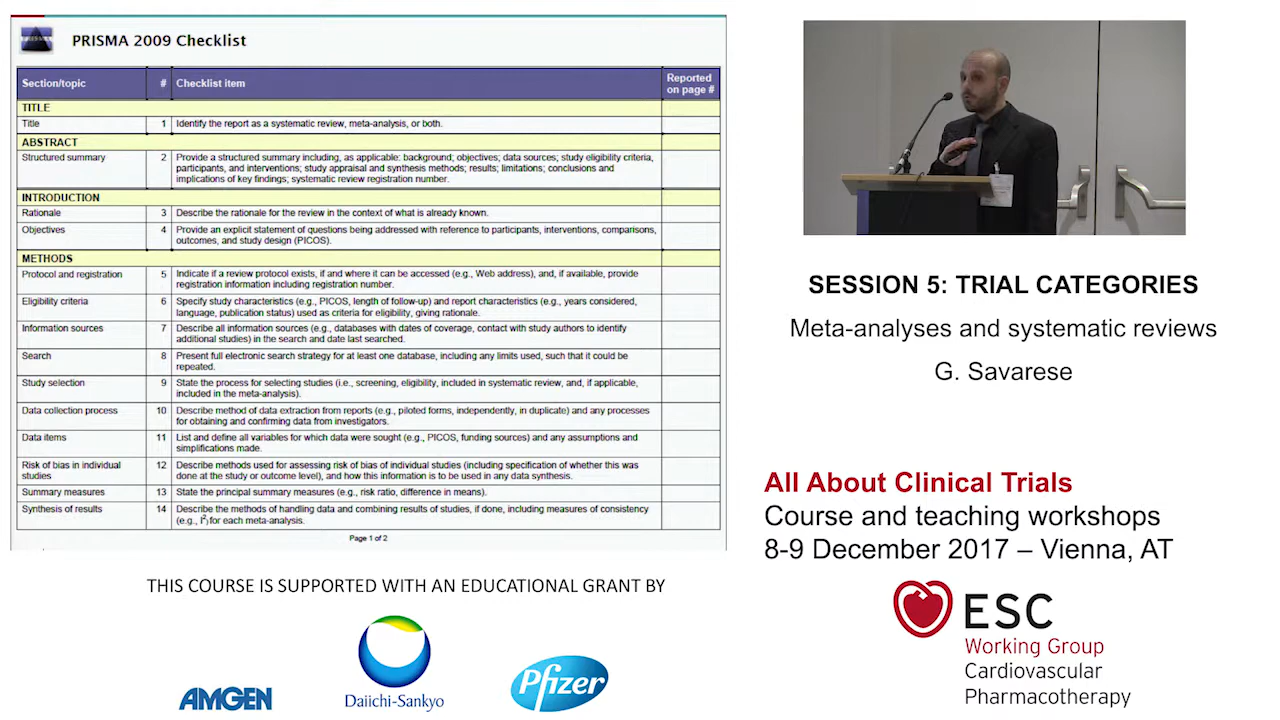 PRISMA 2009 Checklist
Section/topic # Checklist item Reported on page #
TITLE
Title 1 Identify the report as a systematic review, meta-analysis, or both.
ABSTRACT
Structured summary 2 Provide a structured summary including, as applicable: background; objectives; data sources; study eligibility criteria,
participants, and interventions; study appraisal and synthesis methods; results; limitations; conclusions and
implications of key findings; systematic review registration number.
INTRODUCTION
Rationale 3 Describe the rationale for the review in the context of what is already known.
Objectives 4 Provide an explicit statement of questions being addressed with reference to participants, interventions, comparisons,
outcomes, and study design (PICOS).
METHODS
Protocol and registration 5 Indicate if a review protocol exists, if and where it can be accessed (e.g., Web address), and, if available, provide
registration information including registration number.
Eligibility criteria 6 Specify study characteristics (e.g., PICOS, length of follow-up) and report characteristics (e.g., years considered,
language, publication status) used as criteria for eligibility, giving rationale.
Information sources 7 Describe all information sources (e.g., databases with dates of coverage, contact with study authors to identify
additional studies) in the search and date last searched.
Search 8 Present full electronic search strategy for at least one database, including any limits used, such that it could be
repeated.
Study selection 9 State the process for selecting studies (i.e., screening, eligibility, included in systematic review, and, if applicable,
included in the meta-analysis).
Data collection process 10 Describe method of data extraction from reports (e.g., piloted forms, independently, in duplicate) and any processes
for obtaining and confirming data from investigators.
Data items 11 List and define all variables for which data were sought (e.g., PICOS, funding sources) and any assumptions and
simplifications made.
Risk of bias in individual studies 12 Describe methods used for assessing risk of bias of individual studies (including specification of whether this was
done at the study or outcome level), and how this information is to be used in any data synthesis.
Summary measures 13 State the principal summary measures (e.g., risk ratio, difference in means).
Synthesis of results 14 Describe the methods of handling data and combining results of studies, if done, including measures of consistency
(e.g., I²) for each meta-analysis.
Page 1 of 2
SESSION 5: TRIAL CATEGORIES
Meta-analyses and systematic reviews
G. Savarese
All About Clinical Trials
Course and teaching workshops
8-9 December 2017 – Vienna, AT
THIS COURSE IS SUPPORTED WITH AN EDUCATIONAL GRANT BY
AMGEN
Daiichi-Sankyo
Pfizer
ESC
Working Group
Cardiovascular
Pharmacotherapy